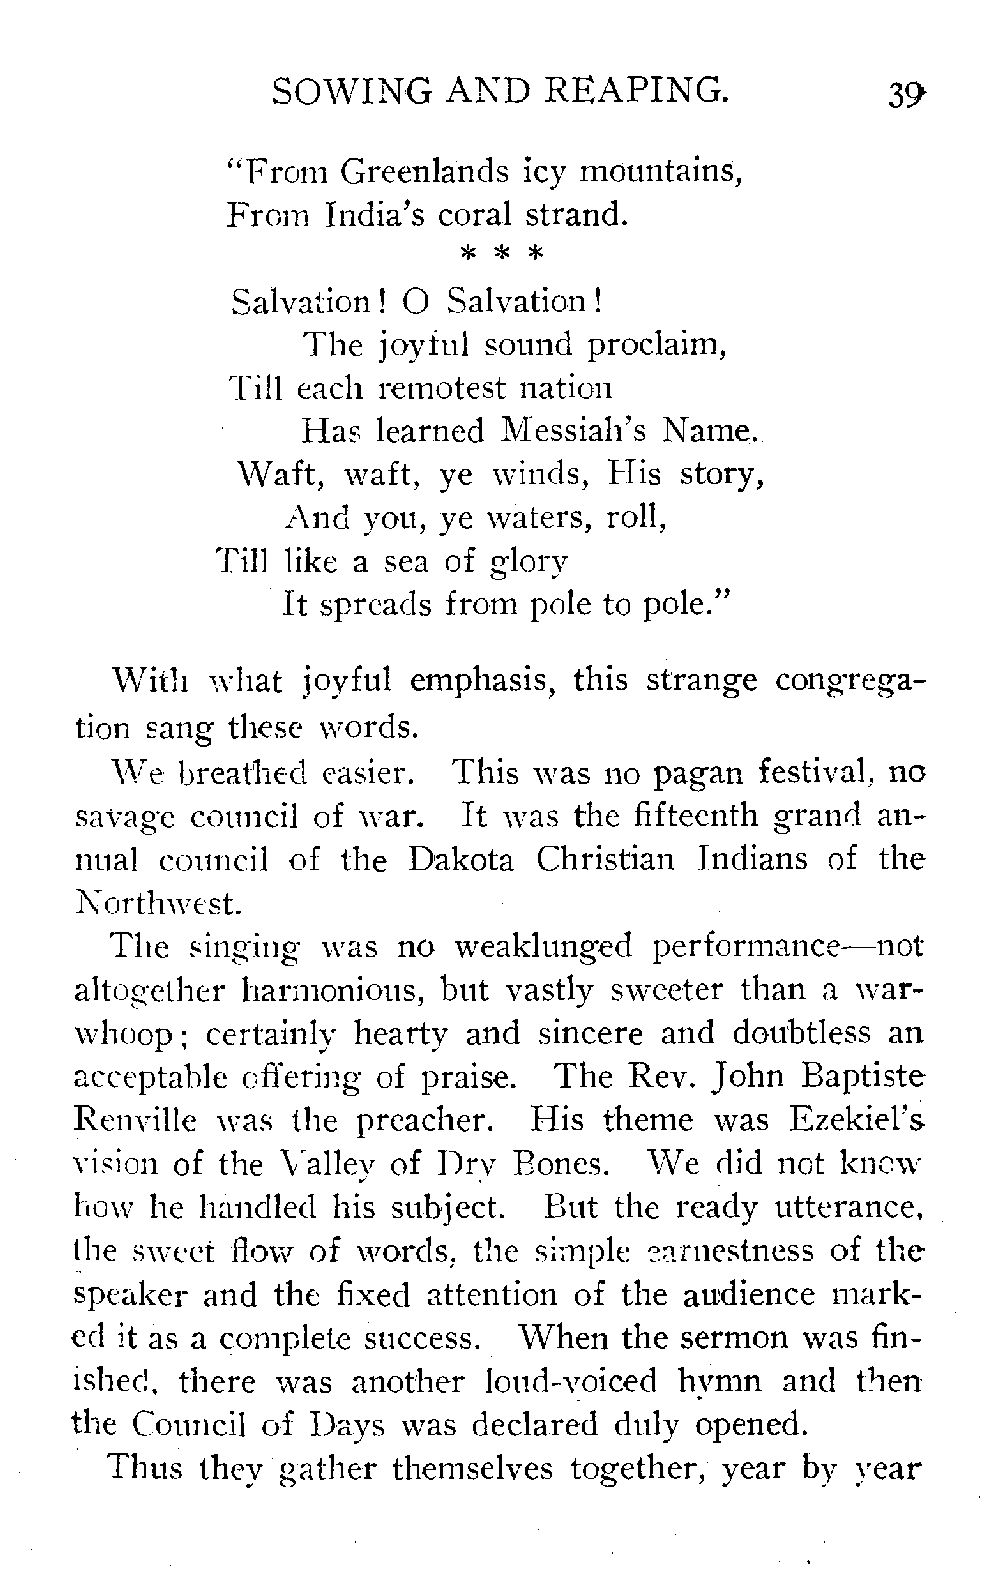 SOWING AND REAPING. 39
“From Greenlands icy mountains,
From India’s coral strand.
* * *
Salvation! O Salvation!
The joyful sound proclaim,
Till each remotest nation
Has learned Messiah’s Name.
Waft, waft, ye winds, His story,
And you, ye waters, roll,
Till like a sea of glory
It spreads from pole to pole.”
With what joyful emphasis, this strange congrega-
tion sang these words.
We breathed easier. This was no pagan festival, no
savage council of war. It was the fifteenth grand an-
nual council of the Dakota Christian Indians of the
Northwest.
The singing was no weaklunged performance—not
altogether harmonious, but vastly sweeter than a war-
whoop; certainly hearty and sincere and doubtless an
acceptable offering of praise. The Rev. John Baptiste
Renville was the preacher. His theme was Ezekiel’s
vision of the Valley of Dry Bones. We did not know
how he handled his subject. But the ready utterance,
the sweet flow of words, the simple earnestness of the
speaker and the fixed attention of the audience mark-
ed it as a complete success. When the sermon was fin-
ished, there was another loud-voiced hymn and then
the Council of Days was declared duly opened.
Thus they gather themselves together, year by year